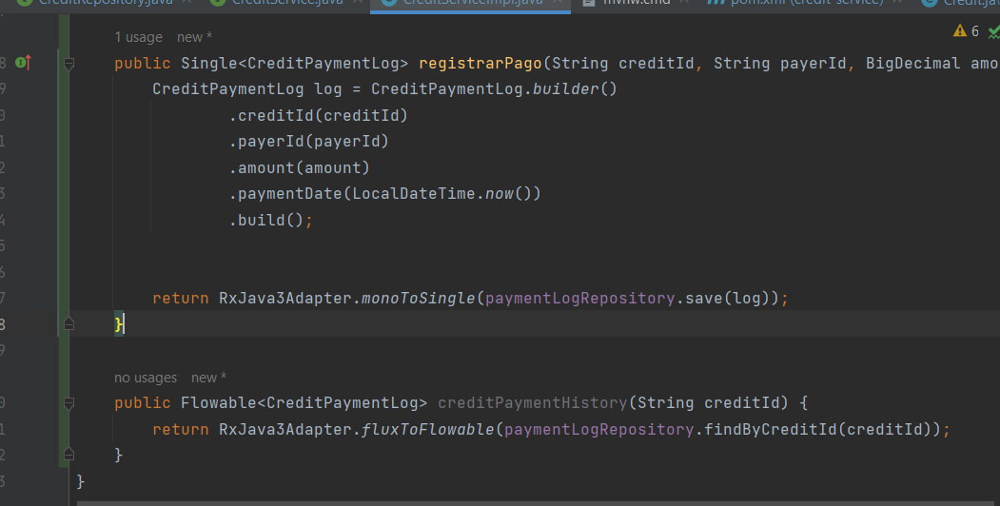 CreditRepository.java CreditService.java CreditServiceImpl.java mvnw.cmd pom.xml (credit-service)
6
1 usage new *
public Single<CreditPaymentLog> registrarPago(String creditId, String payerId, BigDecimal amo
CreditPaymentLog log = CreditPaymentLog.builder()
.creditId(creditId)
.payerId(payerId)
.amount(amount)
.paymentDate(LocalDateTime.now())
.build();
return RxJava3Adapter.monoToSingle(paymentLogRepository.save(log));
}
no usages new *
public Flowable<CreditPaymentLog> creditPaymentHistory(String creditId) {
return RxJava3Adapter.fluxToFlowable(paymentLogRepository.findByCreditId(creditId));
}
}